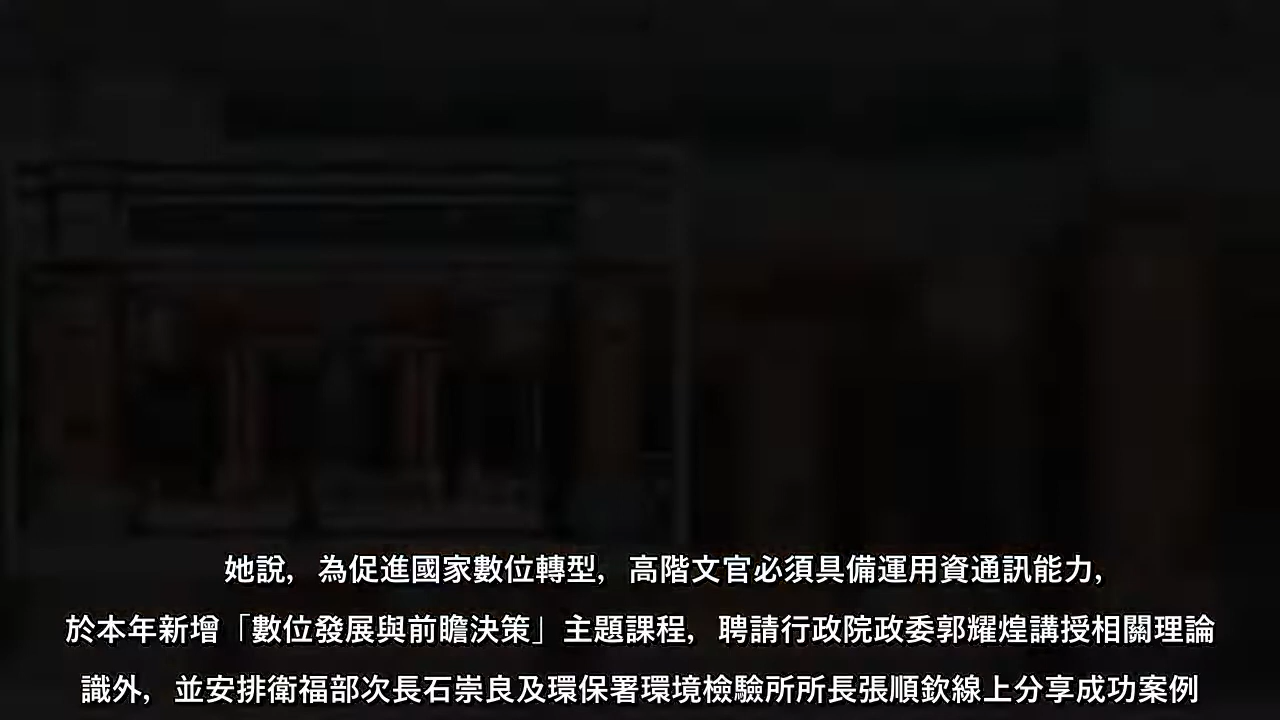 她說，為促進國家數位轉型，高階文官必須具備運用資通訊能力，
於本年新增「數位發展與前瞻決策」主題課程，聘請行政院政委郭耀煌講授相關理論
識外，並安排衛福部次長石崇良及環保署環境檢驗所所長張順欽線上分享成功案例